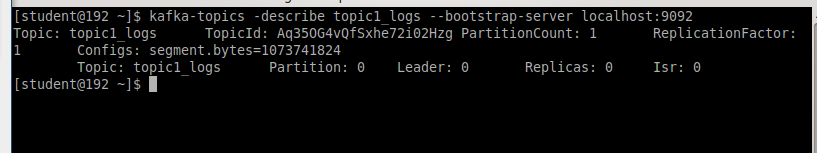 [student@192 ~]$ kafka-topics -describe topic1_logs --bootstrap-server localhost:9092
Topic: topic1_logs TopicId: Aq35OG4vQfSxhe72i02Hzg PartitionCount: 1 ReplicationFactor:
1 Configs: segment.bytes=1073741824
Topic: topic1_logs Partition: 0 Leader: 0 Replicas: 0 Isr: 0
[student@192 ~]$